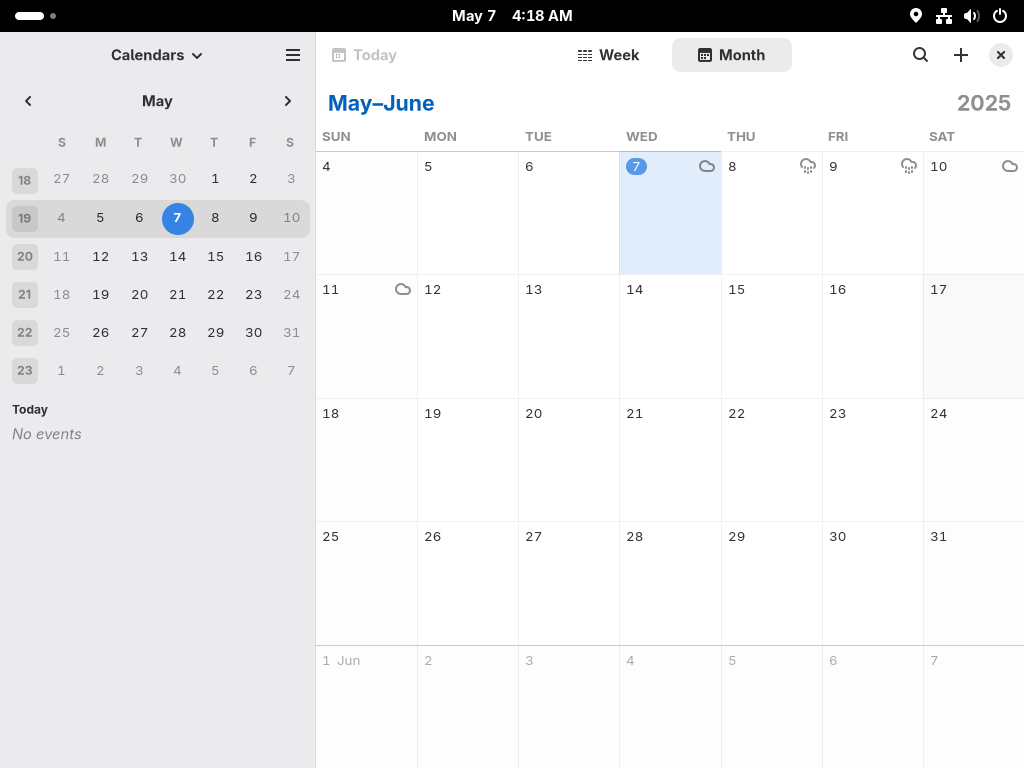 May 7 4:18 AM
Calendars
Today
Week
Month
May
May–June
2025
S M T W T F S
18 27 28 29 30 1 2 3
19 4 5 6 7 8 9 10
20 11 12 13 14 15 16 17
21 18 19 20 21 22 23 24
22 25 26 27 28 29 30 31
23 1 2 3 4 5 6 7
Today
No events
SUN MON TUE WED THU FRI SAT
4 5 6 7 8 9 10
11 12 13 14 15 16 17
18 19 20 21 22 23 24
25 26 27 28 29 30 31
1 Jun 2 3 4 5 6 7